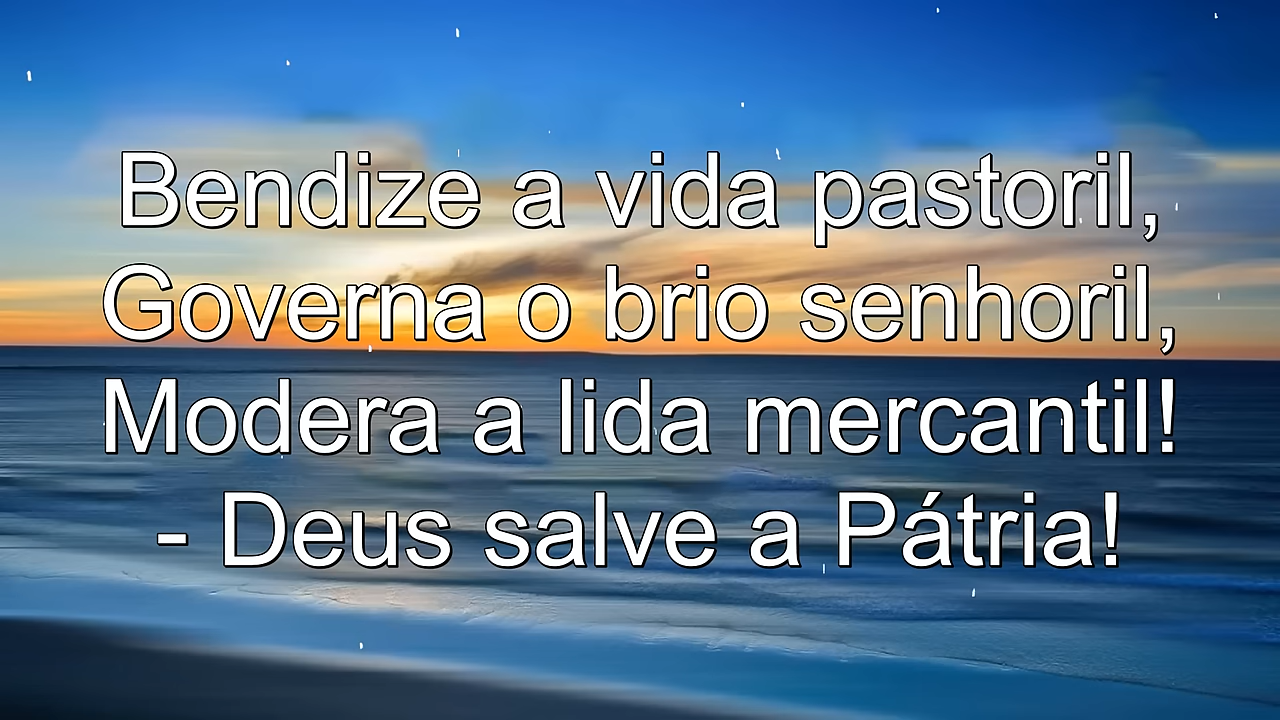 Bendize a vida pastoril,
Governa o brio senhoril,
Modera a lida mercantil!
- Deus salve a Pátria!